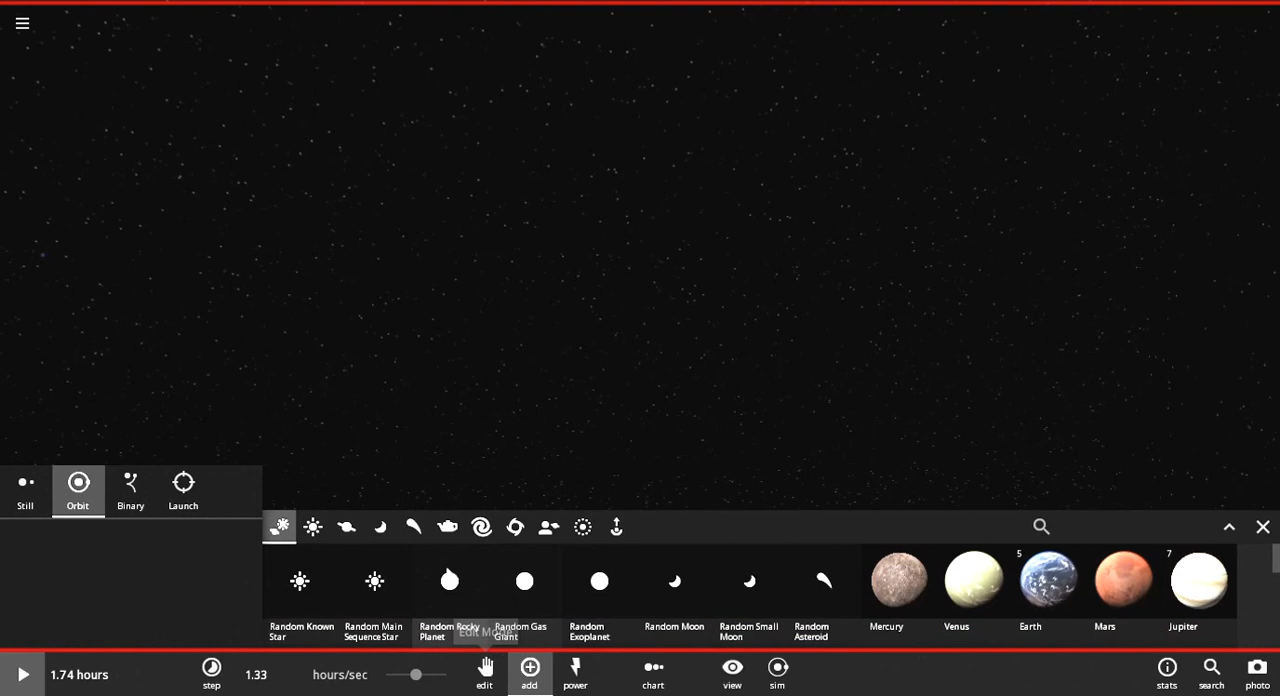 Still
Orbit
Binary
Launch
5
7
Random Known
Star
Random Main
Sequence Star
Random Rocky
Planet
Random Gas
Giant
Random
Exoplanet
Random Moon
Random Small
Moon
Random
Asteroid
Mercury
Venus
Earth
Mars
Jupiter
Edit Mode
1.74 hours
step
1.33
hours/sec
edit
add
power
chart
view
sim
stats
search
photo